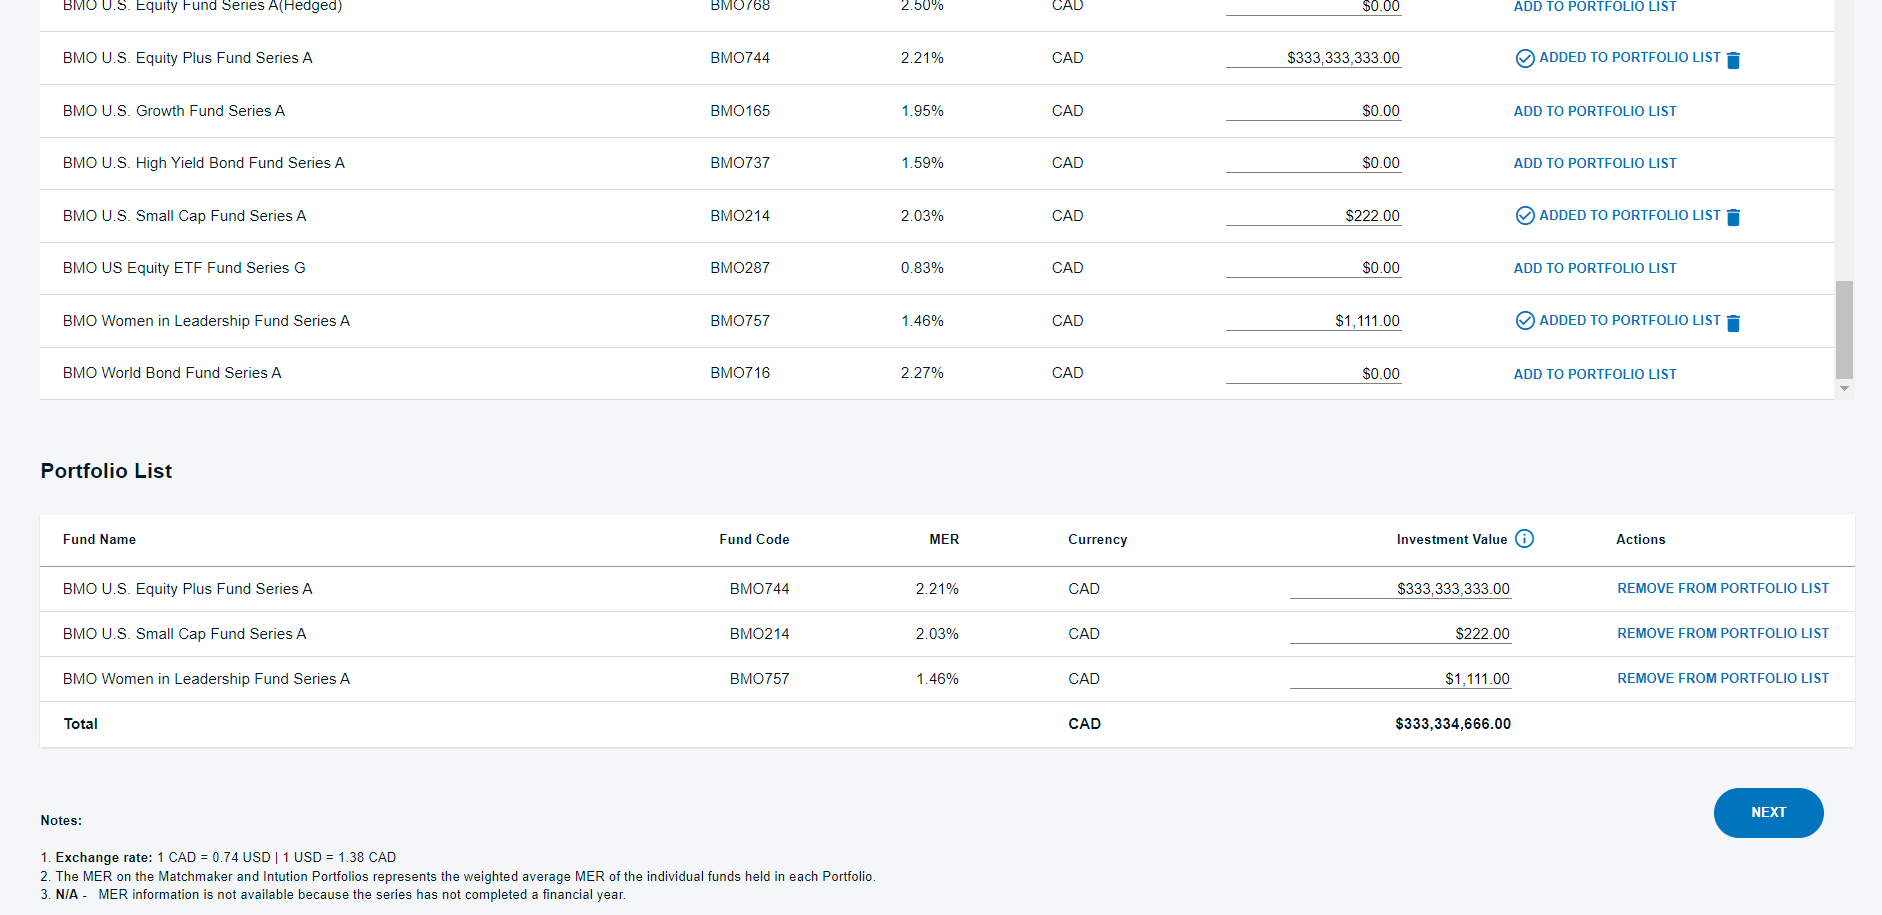 BMO U.S. Equity Fund Series A(Hedged) BMO768 2.50% CAD $0.00 ADD TO PORTFOLIO LIST
BMO U.S. Equity Plus Fund Series A BMO744 2.21% CAD $333,333,333.00 ADDED TO PORTFOLIO LIST
BMO U.S. Growth Fund Series A BMO165 1.95% CAD $0.00 ADD TO PORTFOLIO LIST
BMO U.S. High Yield Bond Fund Series A BMO737 1.59% CAD $0.00 ADD TO PORTFOLIO LIST
BMO U.S. Small Cap Fund Series A BMO214 2.03% CAD $222.00 ADDED TO PORTFOLIO LIST
BMO US Equity ETF Fund Series G BMO287 0.83% CAD $0.00 ADD TO PORTFOLIO LIST
BMO Women in Leadership Fund Series A BMO757 1.46% CAD $1,111.00 ADDED TO PORTFOLIO LIST
BMO World Bond Fund Series A BMO716 2.27% CAD $0.00 ADD TO PORTFOLIO LIST
Portfolio List
Fund Name Fund Code MER Currency Investment Value Actions
BMO U.S. Equity Plus Fund Series A BMO744 2.21% CAD $333,333,333.00 REMOVE FROM PORTFOLIO LIST
BMO U.S. Small Cap Fund Series A BMO214 2.03% CAD $222.00 REMOVE FROM PORTFOLIO LIST
BMO Women in Leadership Fund Series A BMO757 1.46% CAD $1,111.00 REMOVE FROM PORTFOLIO LIST
Total CAD $333,334,666.00
NEXT
Notes:
1. Exchange rate: 1 CAD = 0.74 USD | 1 USD = 1.38 CAD
2. The MER on the Matchmaker and Intution Portfolios represents the weighted average MER of the individual funds held in each Portfolio.
3. N/A - MER information is not available because the series has not completed a financial year.